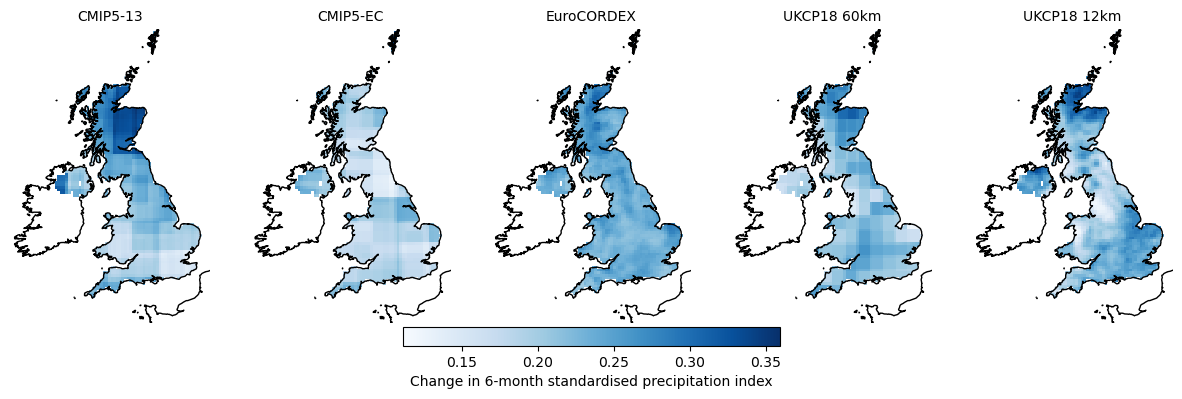 CMIP5-13 CMIP5-EC EuroCORDEX UKCP18 60km UKCP18 12km
0.15 0.20 0.25 0.30 0.35
Change in 6-month standardised precipitation index